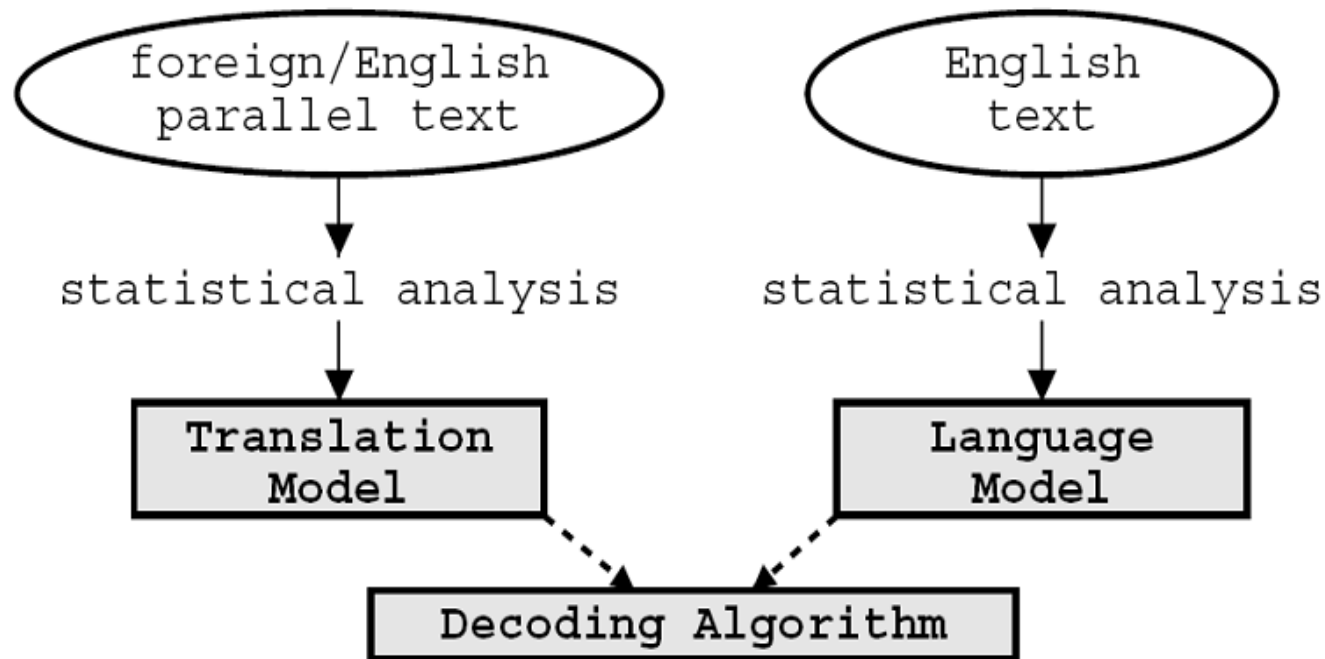 foreign/English
parallel text
English
text
statistical analysis
statistical analysis
Translation
Model
Language
Model
Decoding Algorithm